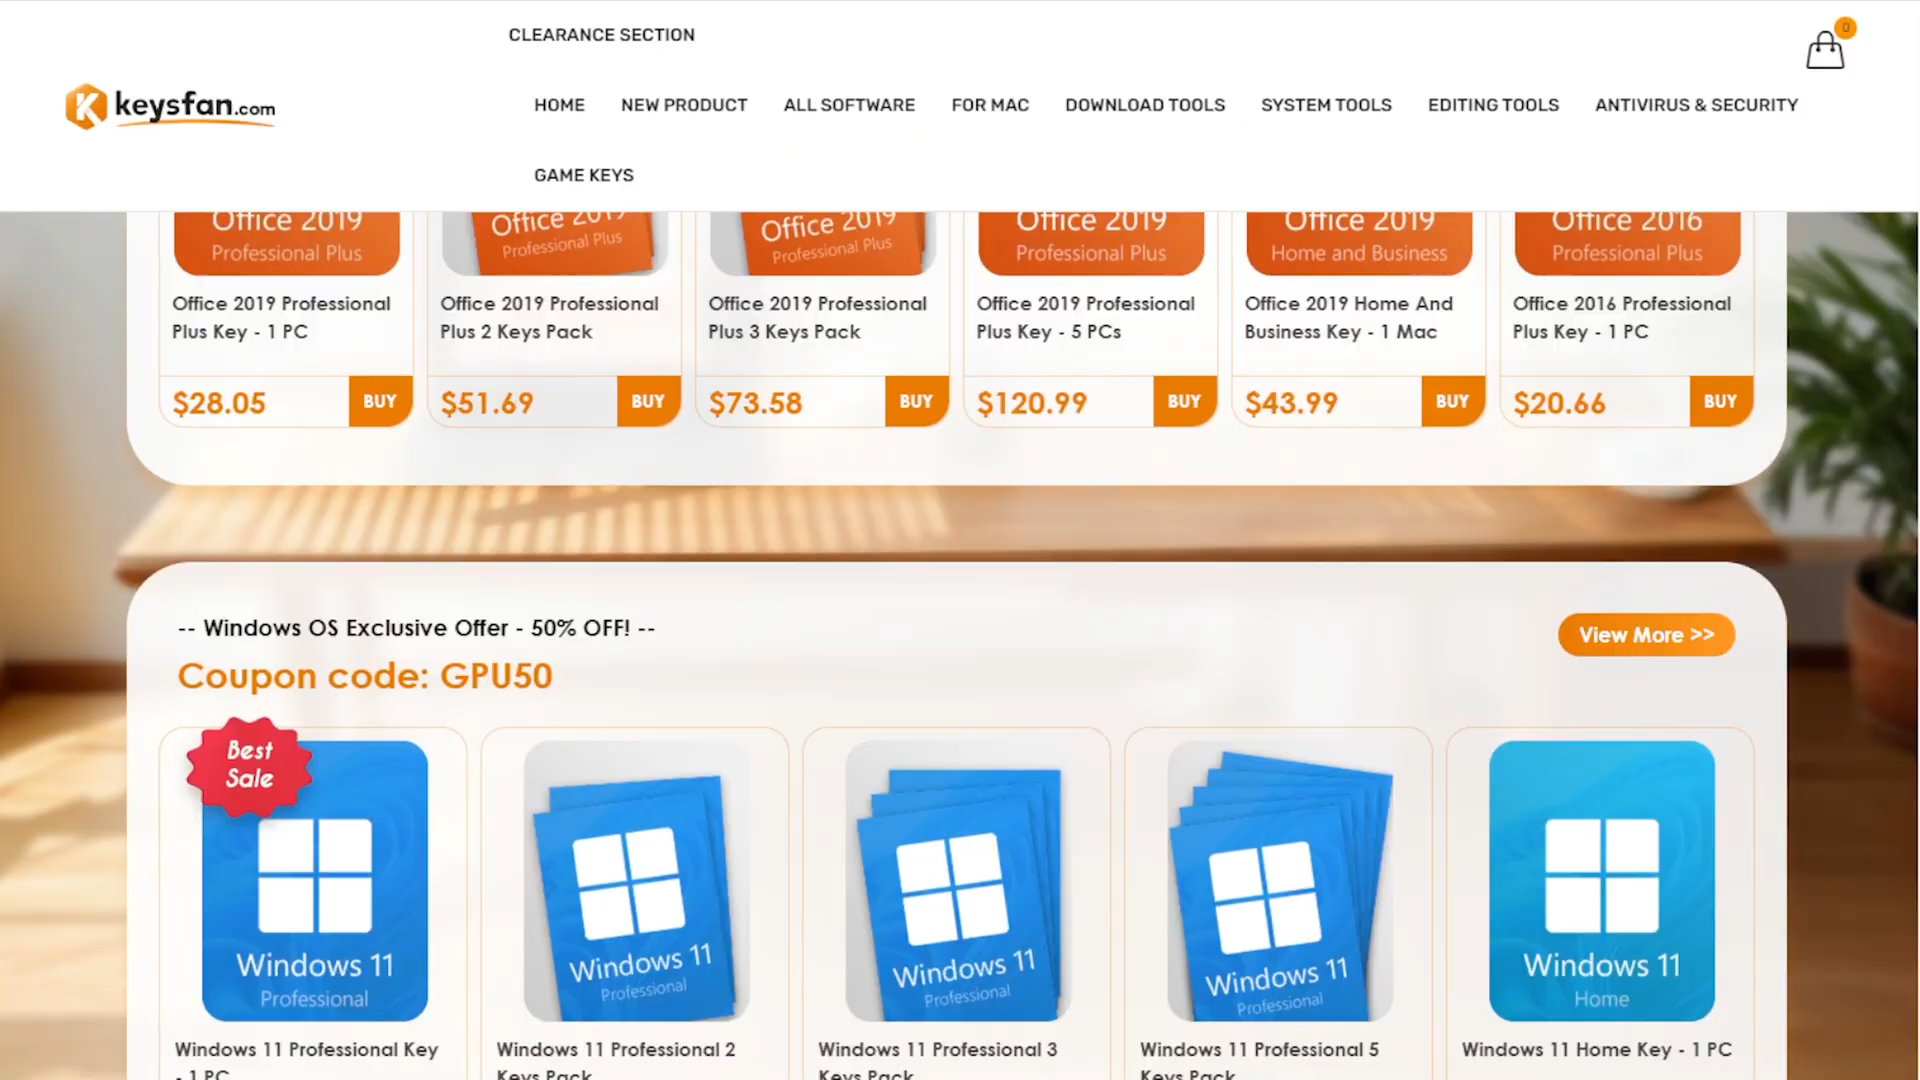 CLEARANCE SECTION
0
keysfan.com
HOME NEW PRODUCT ALL SOFTWARE FOR MAC DOWNLOAD TOOLS SYSTEM TOOLS EDITING TOOLS ANTIVIRUS & SECURITY
GAME KEYS
Office 2019 Office 2019 Office 2019 Office 2019 Office 2019 Office 2016
Professional Plus Professional Plus Professional Plus Professional Plus Home and Business Professional Plus
Office 2019 Professional Office 2019 Professional Office 2019 Professional Office 2019 Professional Office 2019 Home And Office 2016 Professional
Plus Key - 1 PC Plus 2 Keys Pack Plus 3 Keys Pack Plus Key - 5 PCs Business Key - 1 Mac Plus Key - 1 PC
$28.05 BUY $51.69 BUY $73.58 BUY $120.99 BUY $43.99 BUY $20.66 BUY
-- Windows OS Exclusive Offer - 50% OFF! --
View More >>
Coupon code: GPU50
Best
Sale
Windows 11 Windows 11 Windows 11 Windows 11 Windows 11
Professional Professional Professional Professional Home
Windows 11 Professional Key Windows 11 Professional 2 Windows 11 Professional 3 Windows 11 Professional 5 Windows 11 Home Key - 1 PC
- 1 PC Keys Pack Keys Pack Keys Pack